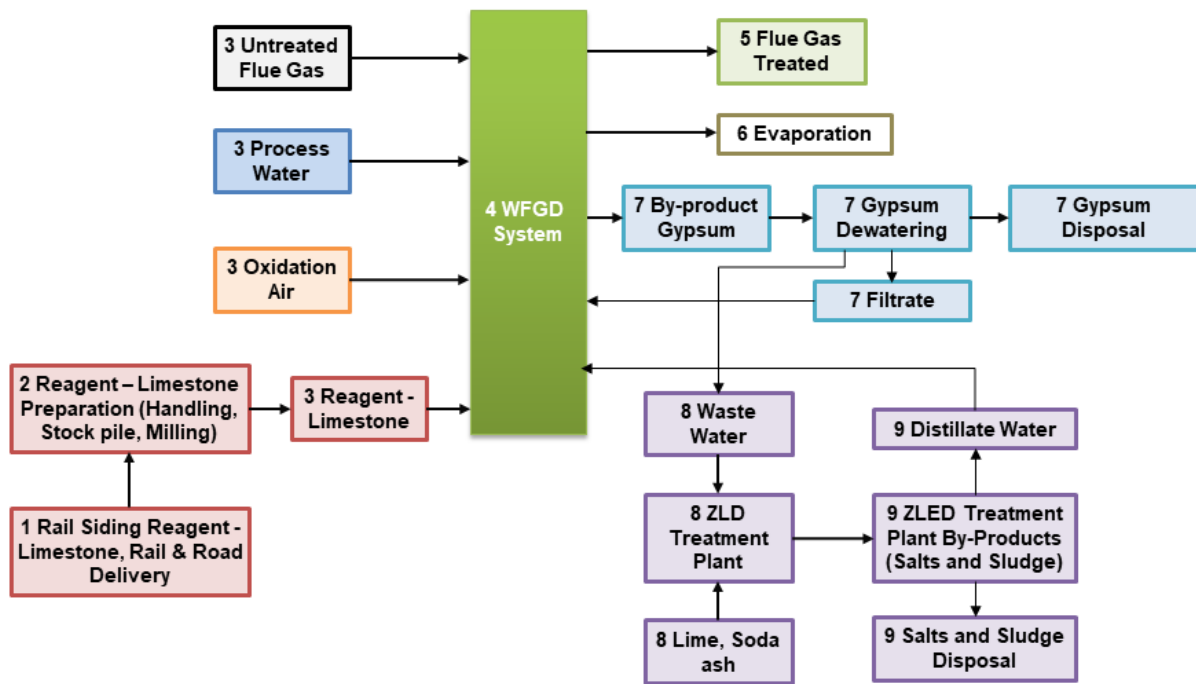 3 Untreated
Flue Gas
5 Flue Gas
Treated
3 Process
Water
6 Evaporation
4 WFGD
System
7 By-product
Gypsum
7 Gypsum
Dewatering
7 Gypsum
Disposal
3 Oxidation
Air
7 Filtrate
2 Reagent – Limestone
Preparation (Handling,
Stock pile, Milling)
3 Reagent -
Limestone
8 Waste
Water
9 Distillate Water
1 Rail Siding Reagent -
Limestone, Rail & Road
Delivery
8 ZLD
Treatment
Plant
9 ZLED Treatment
Plant By-Products
(Salts and Sludge)
8 Lime, Soda
ash
9 Salts and Sludge
Disposal